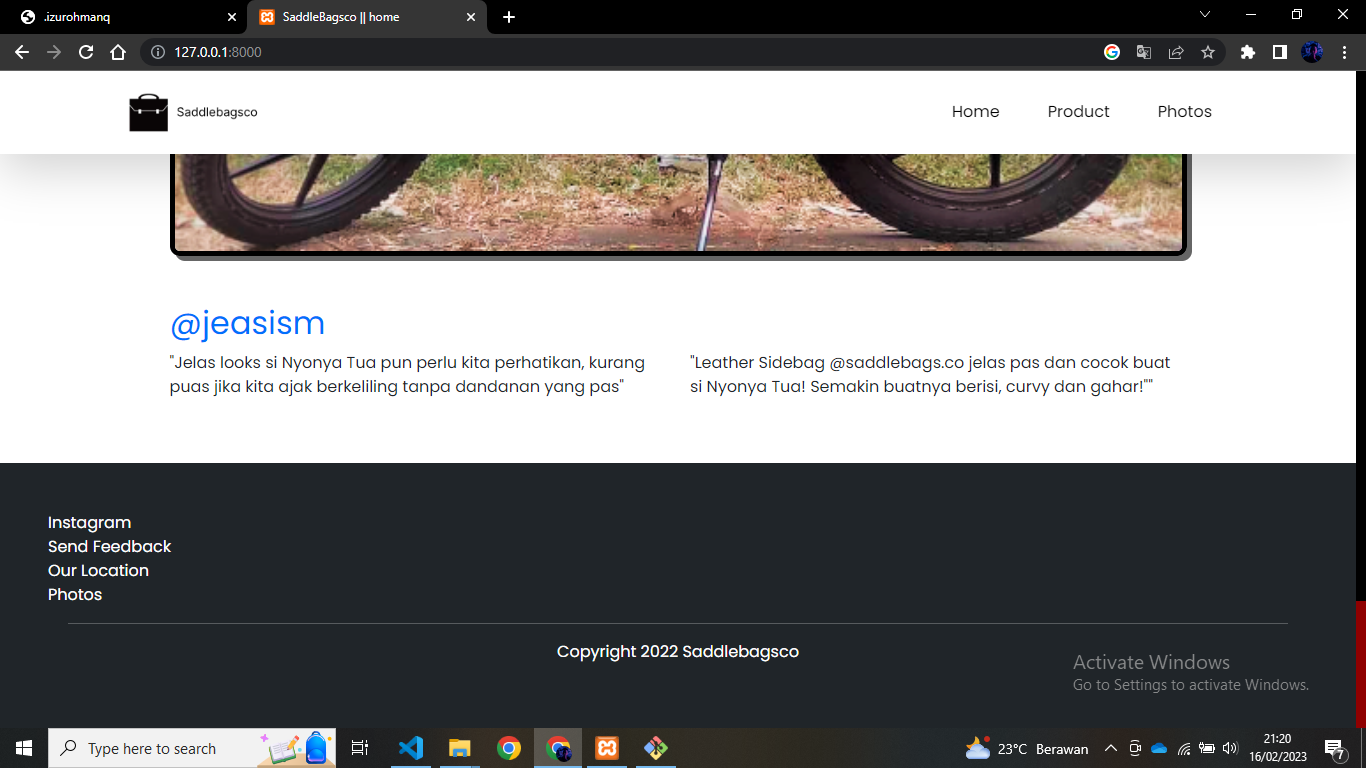 .izurohmanq
SaddleBagsco || home
127.0.0.1:8000
Saddlebagsco
Home
Product
Photos
@jeasism
"Jelas looks si Nyonya Tua pun perlu kita perhatikan, kurang
puas jika kita ajak berkeliling tanpa dandanan yang pas"
"Leather Sidebag @saddlebags.co jelas pas dan cocok buat
si Nyonya Tua! Semakin buatnya berisi, curvy dan gahar!""
Instagram
Send Feedback
Our Location
Photos
Copyright 2022 Saddlebagsco
Activate Windows
Go to Settings to activate Windows.
Type here to search
23°C Berawan
21:20
16/02/2023
7